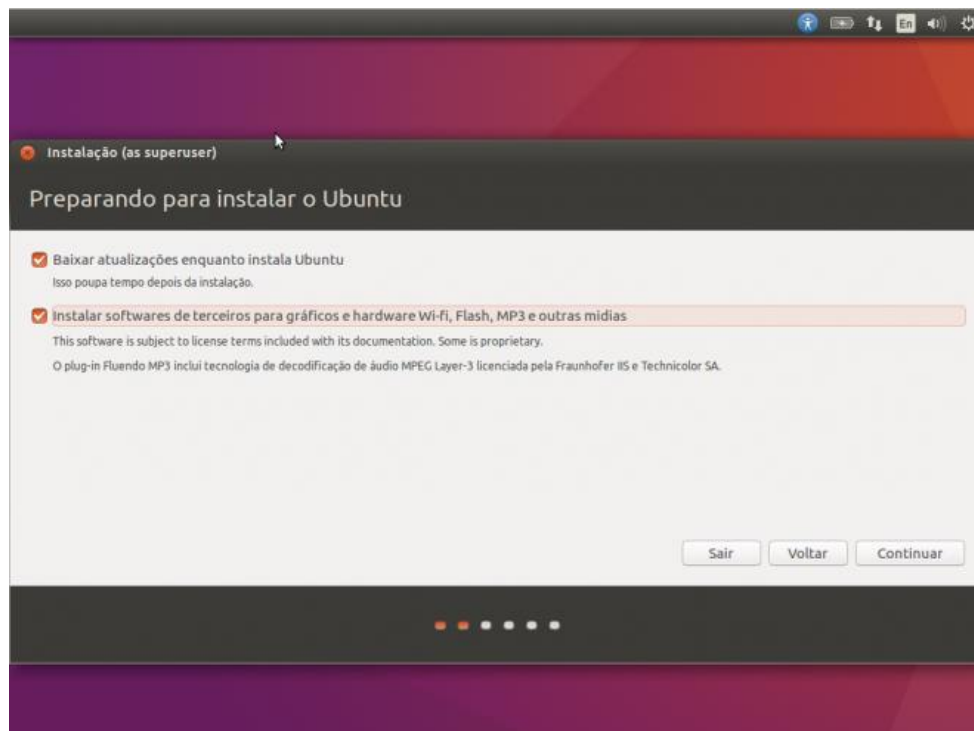 En
Instalação (as superuser)
Preparando para instalar o Ubuntu
Baixar atualizações enquanto instala Ubuntu
Isso poupa tempo depois da instalação.
Instalar softwares de terceiros para gráficos e hardware Wi-fi, Flash, MP3 e outras midias
This software is subject to license terms included with its documentation. Some is proprietary.
O plug-in Fluendo MP3 inclui tecnologia de decodificação de áudio MPEG Layer-3 licenciada pela Fraunhofer IIS e Technicolor SA.
Sair Voltar Continuar